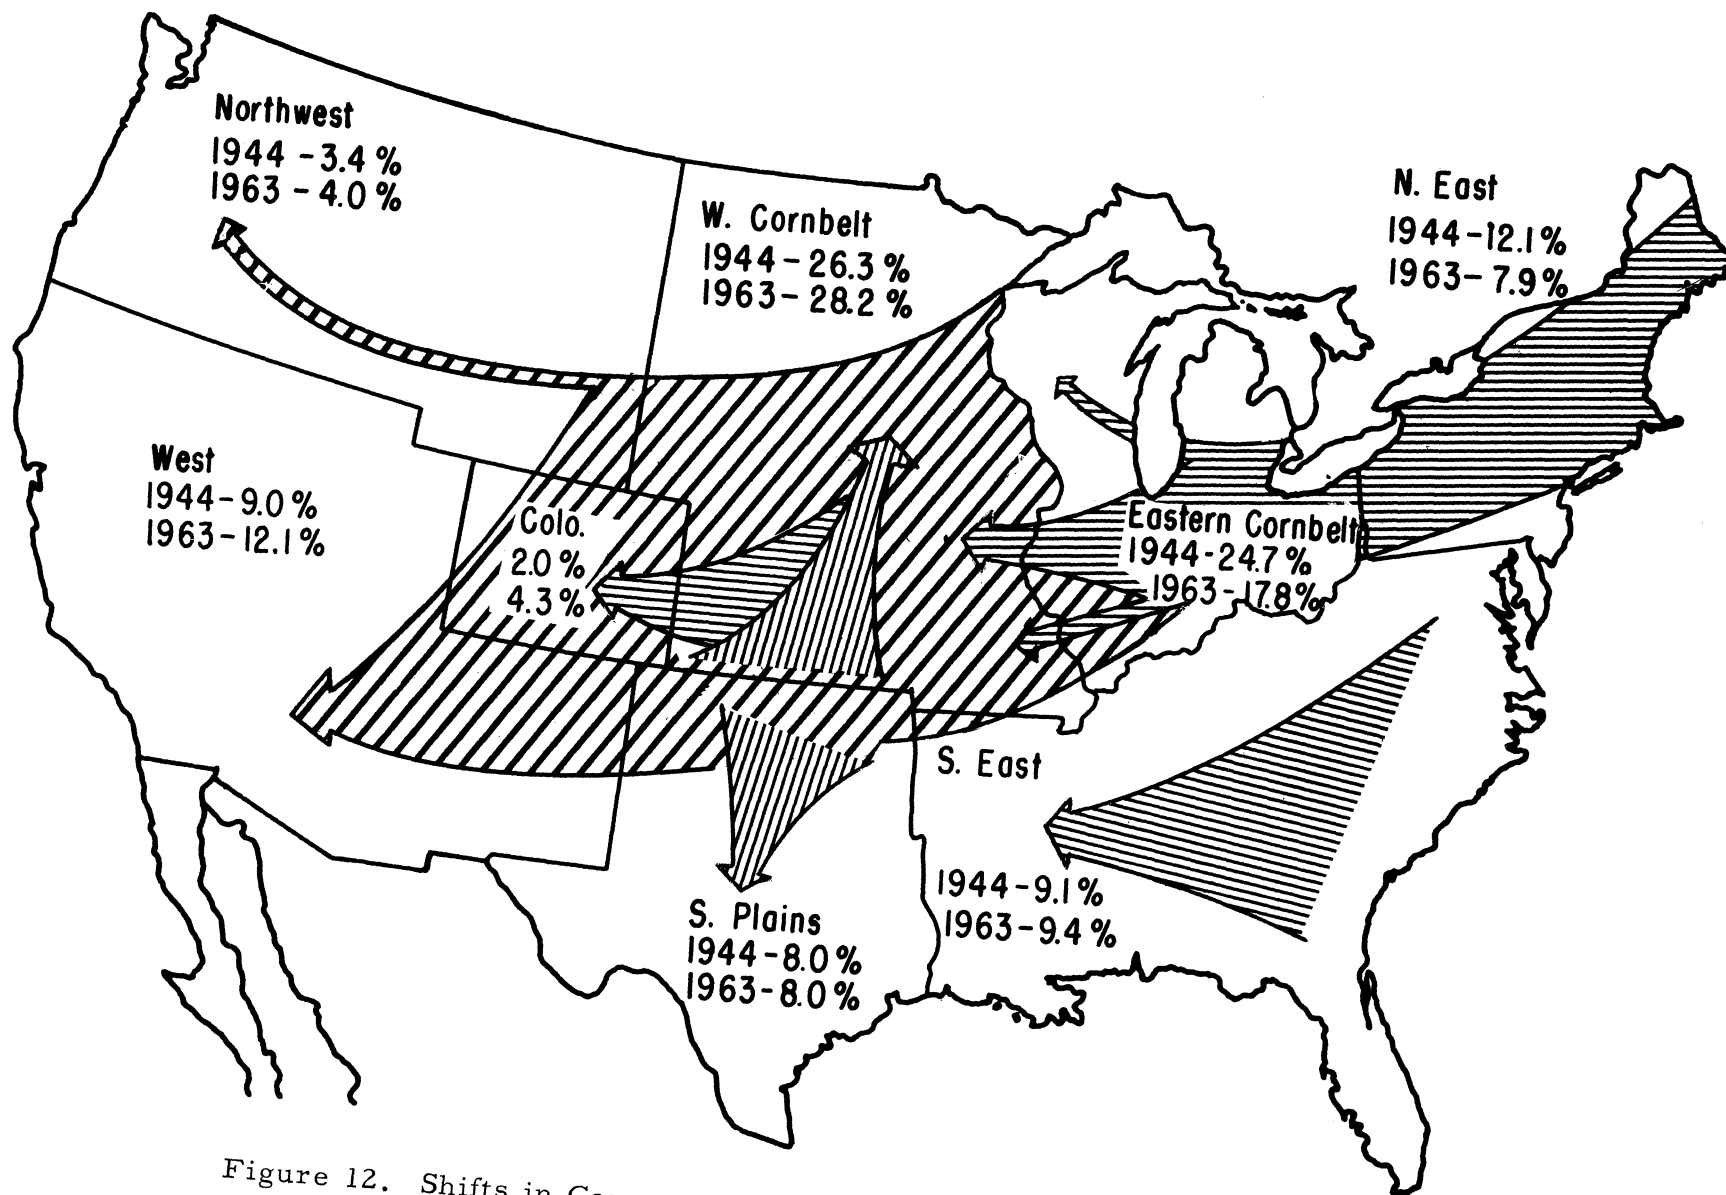 Northwest
1944 - 3.4 %
1963 - 4.0 %
W. Cornbelt
1944 - 26.3 %
1963 - 28.2 %
N. East
1944 - 12.1 %
1963 - 7.9 %
West
1944 - 9.0 %
1963 - 12.1 %
Colo.
2.0 %
4.3 %
Eastern Cornbelt
1944 - 24.7 %
1963 - 17.8 %
S. East
1944 - 9.1 %
1963 - 9.4 %
S. Plains
1944 - 8.0 %
1963 - 8.0 %
Figure 12. Shifts in